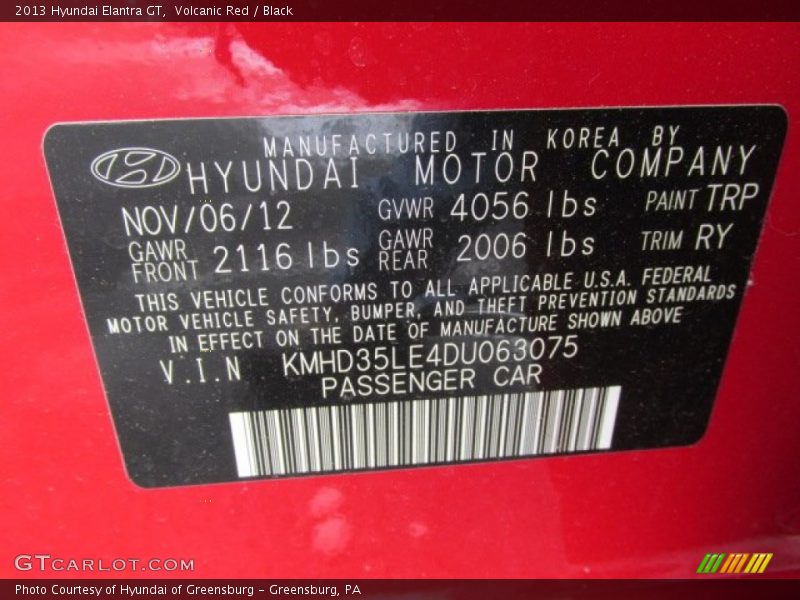 2013 Hyundai Elantra GT, Volcanic Red / Black
MANUFACTURED IN KOREA BY
HYUNDAI MOTOR COMPANY
NOV/06/12 GVWR 4056 lbs PAINT TRP
GAWR FRONT 2116 lbs GAWR REAR 2006 lbs TRIM RY
THIS VEHICLE CONFORMS TO ALL APPLICABLE U.S.A. FEDERAL
MOTOR VEHICLE SAFETY, BUMPER, AND THEFT PREVENTION STANDARDS
IN EFFECT ON THE DATE OF MANUFACTURE SHOWN ABOVE
V.I.N KMHD35LE4DU063075
PASSENGER CAR
GTCARLOT.COM
Photo Courtesy of Hyundai of Greensburg - Greensburg, PA